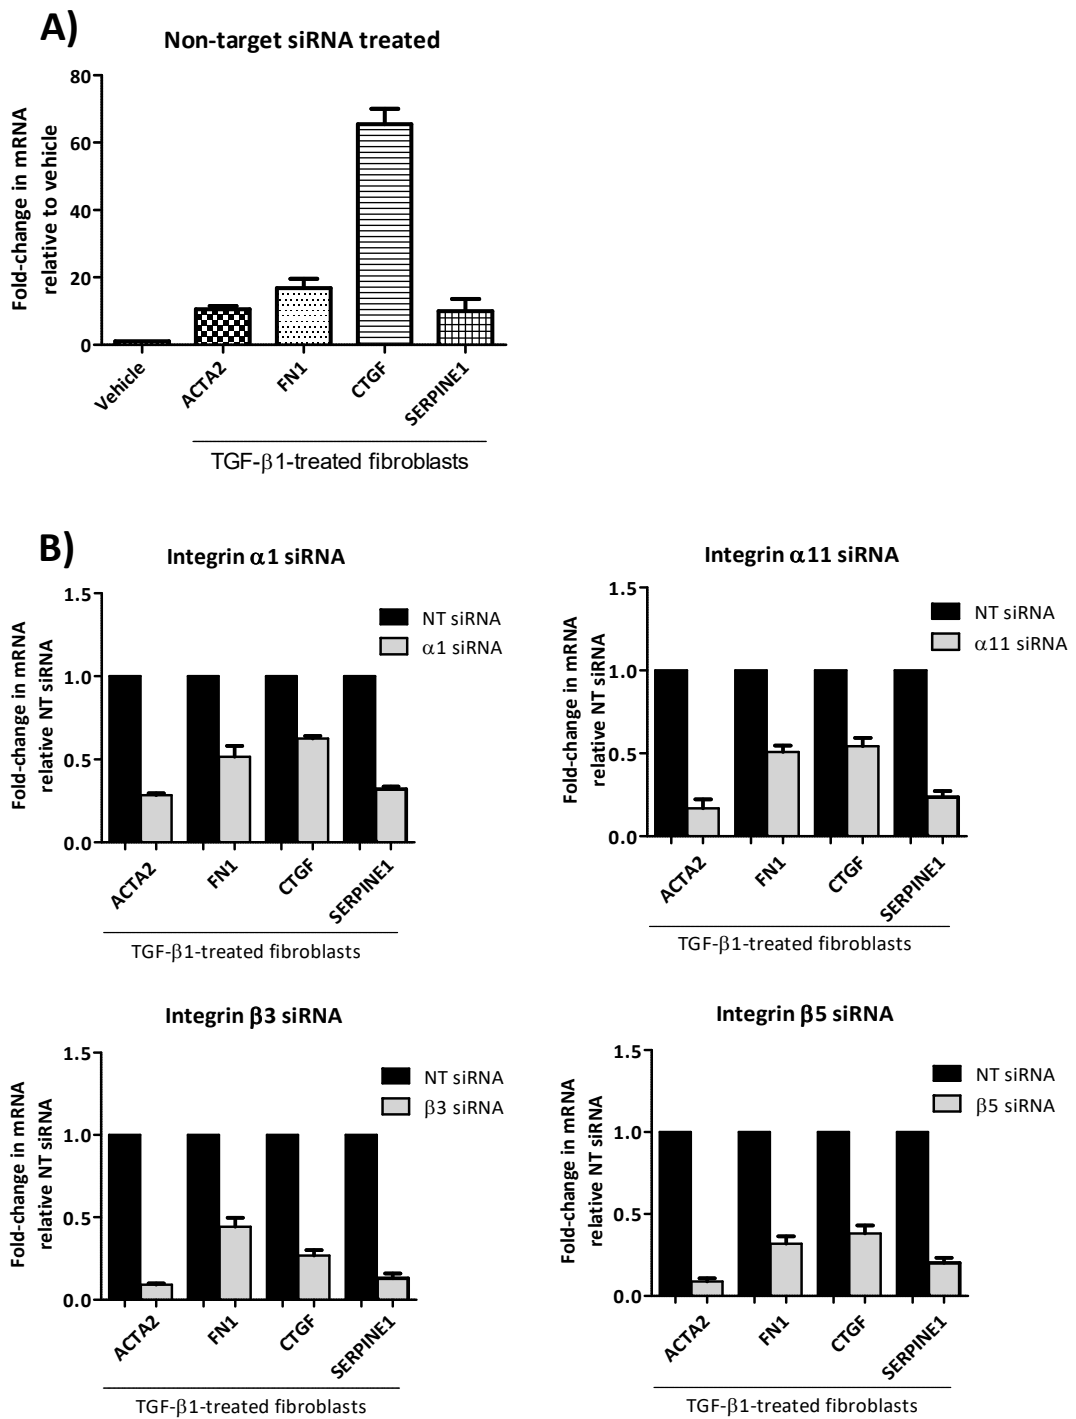 A)
Non-target siRNA treated
Fold-change in mRNA
relative to vehicle
80
60
40
20
0
Vehicle
ACTA2
FN1
CTGF
SERPINE1
TGF-β1-treated fibroblasts
B)
Integrin α1 siRNA
Fold-change in mRNA
relative NT siRNA
1.5
1.0
0.5
0.0
NT siRNA
α1 siRNA
ACTA2
FN1
CTGF
SERPINE1
TGF-β1-treated fibroblasts
Integrin α11 siRNA
Fold-change in mRNA
relative NT siRNA
1.5
1.0
0.5
0.0
NT siRNA
α11 siRNA
ACTA2
FN1
CTGF
SERPINE1
TGF-β1-treated fibroblasts
Integrin β3 siRNA
Fold-change in mRNA
relative NT siRNA
1.5
1.0
0.5
0.0
NT siRNA
β3 siRNA
ACTA2
FN1
CTGF
SERPINE1
TGF-β1-treated fibroblasts
Integrin β5 siRNA
Fold-change in mRNA
relative NT siRNA
1.5
1.0
0.5
0.0
NT siRNA
β5 siRNA
ACTA2
FN1
CTGF
SERPINE1
TGF-β1-treated fibroblasts